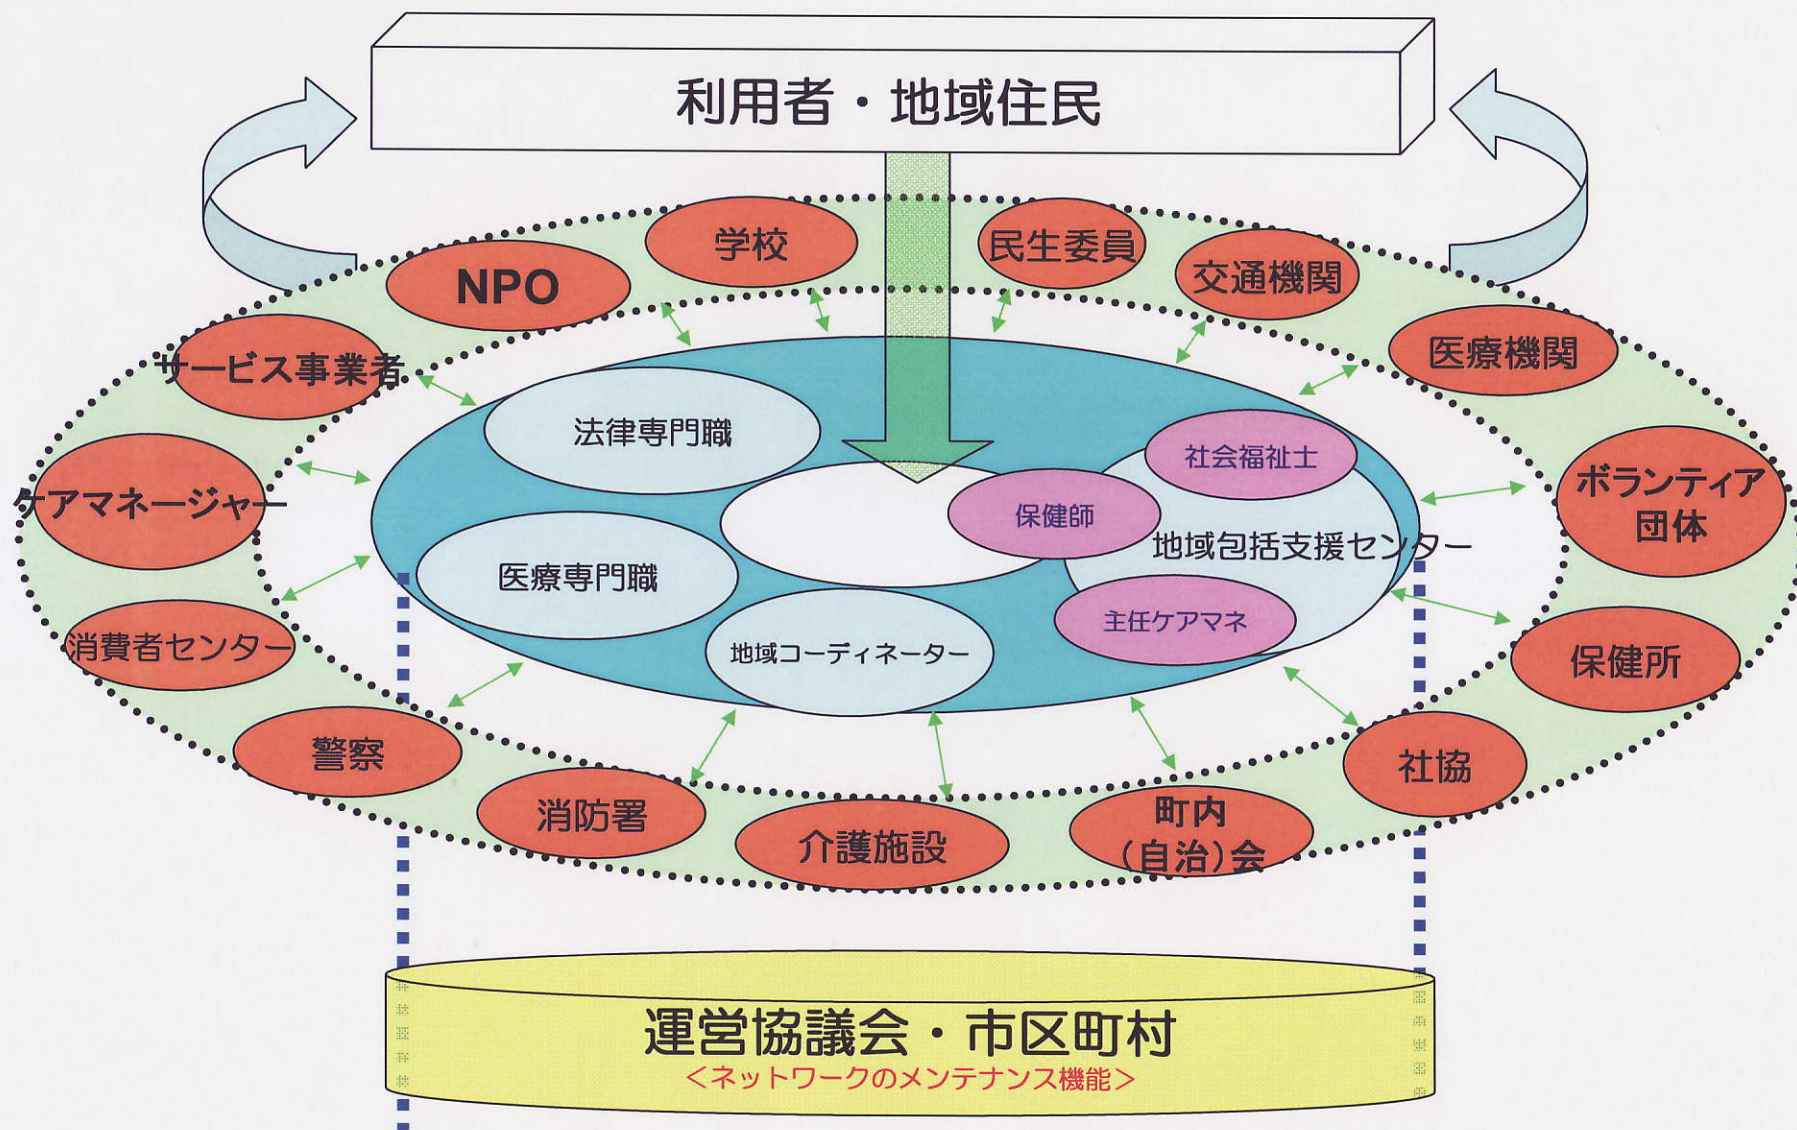 利用者・地域住民
学校
民生委員
NPO
交通機関
サービス事業者
医療機関
法律専門職
社会福祉士
ケアマネージャー
保健師
ボランティア
団体
地域包括支援センター
医療専門職
主任ケアマネ
消費者センター
地域コーディネーター
保健所
警察
社協
消防署
介護施設
町内
（自治）会
運営協議会・市区町村
＜ネットワークのメンテナンス機能＞